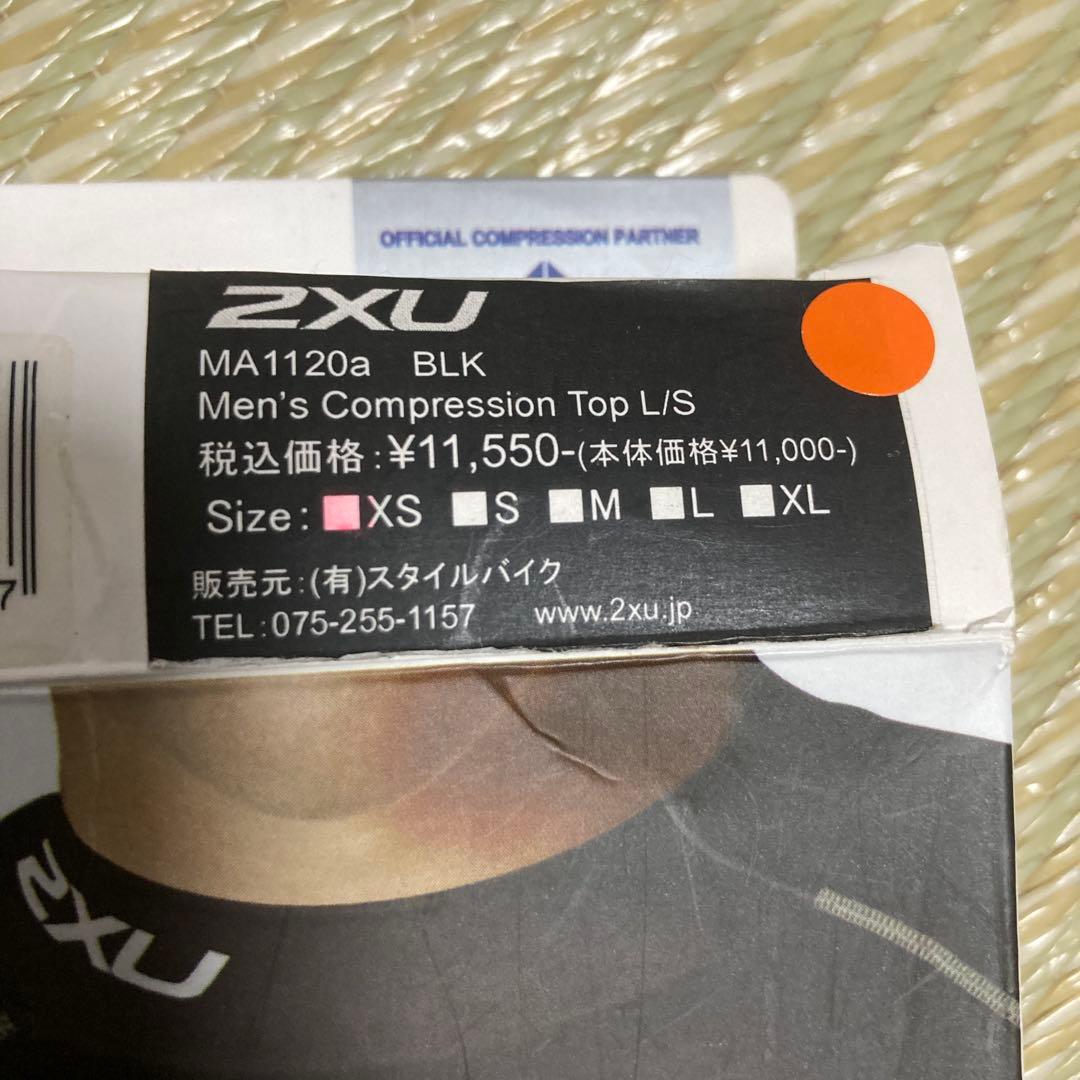 OFFICIAL COMPRESSION PARTNER
2XU
MA1120a BLK
Men's Compression Top L/S
税込価格:¥11,550-(本体価格¥11,000-)
Size: XS S M L XL
販売元:(有)スタイルバイク
TEL:075-255-1157 www.2xu.jp
7
2XU